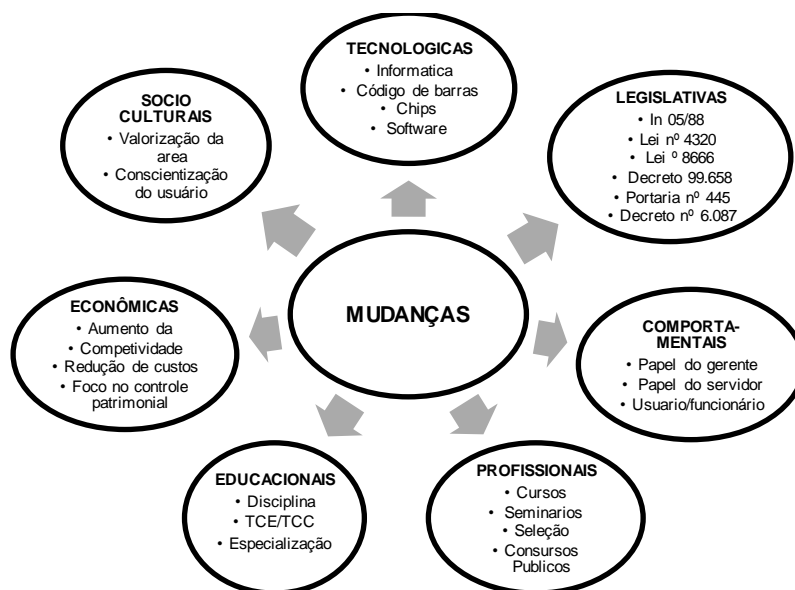 TECNOLOGICAS
• Informatica
• Código de barras
• Chips
• Software
SOCIO
CULTURAIS
• Valorização da
area
• Conscientização
do usuário
LEGISLATIVAS
• In 05/88
• Lei nº 4320
• Lei º 8666
• Decreto 99.658
• Portaria nº 445
• Decreto nº 6.087
MUDANÇAS
ECONÔMICAS
• Aumento da
• Competividade
• Redução de custos
• Foco no controle
patrimonial
COMPORTA-
MENTAIS
• Papel do gerente
• Papel do servidor
• Usuario/funcionário
EDUCACIONAIS
• Disciplina
• TCE/TCC
• Especialização
PROFISSIONAIS
• Cursos
• Seminarios
• Seleção
• Consursos
Publicos